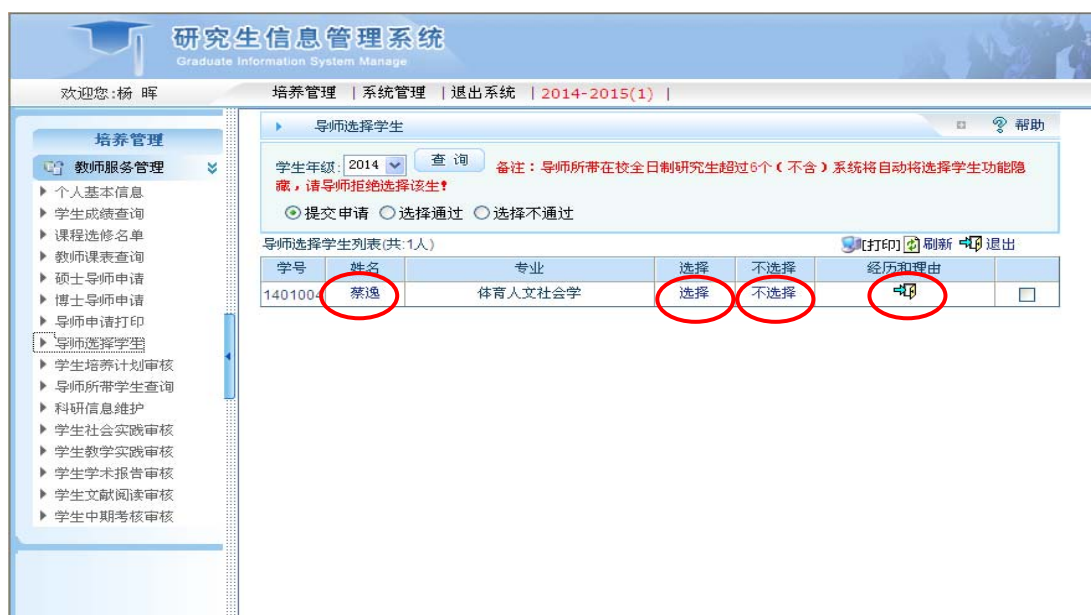 研究生信息管理系统
Graduate Information System Manage
欢迎您:杨 晖
培养管理 |系统管理 |退出系统 |2014-2015(1) |
培养管理
教师服务管理
个人基本信息
学生成绩查询
课程选修名单
教师课表查询
硕士导师申请
博士导师申请
导师申请打印
导师选择学生
学生培养计划审核
导师所带学生查询
科研信息维护
学生社会实践审核
学生教学实践审核
学生学术报告审核
学生文献阅读审核
学生中期考核审核
导师选择学生 帮助
学生年级: 2014 查 询 备注：导师所带在校全日制研究生超过6个（不含）系统将自动将选择学生功能隐
藏，请导师拒绝选择该生！
提交申请 选择通过 选择不通过
导师选择学生列表(共:1人) [打印] 刷新 退出
学号 姓名 专业 选择 不选择 经历和理由
1401004 蔡逸 体育人文社会学 选择 不选择